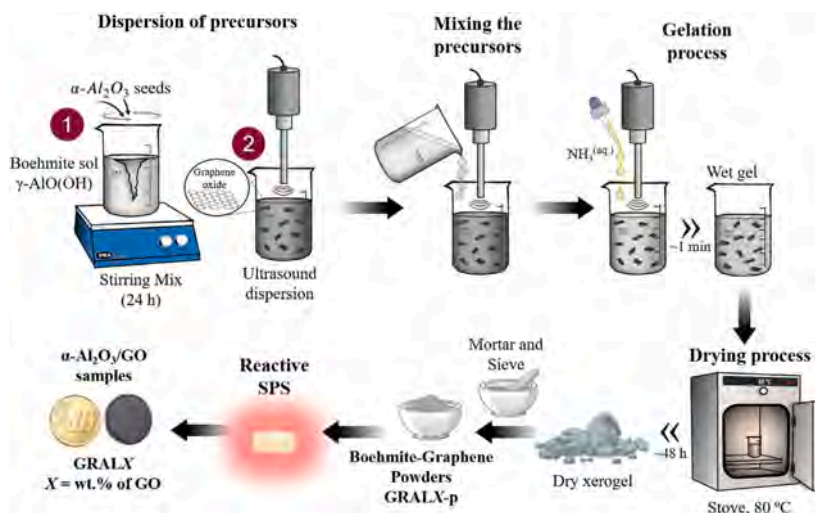 Dispersion of precursors
α-Al₂O₃ seeds
1
Boehmite sol
γ-AlO(OH)
Stirring Mix
(24 h)
2
Graphene
oxide
Ultrasound
dispersion
Mixing the
precursors
Gelation
process
NH₃(aq.)
~1 min
Wet gel
Drying process
80 ºC
Stove, 80 ºC
~48 h
Dry xerogel
Mortar and
Sieve
Boehmite-Graphene
Powders
GRALX-p
Reactive
SPS
α-Al₂O₃/GO
samples
GRALX
X = wt.% of GO